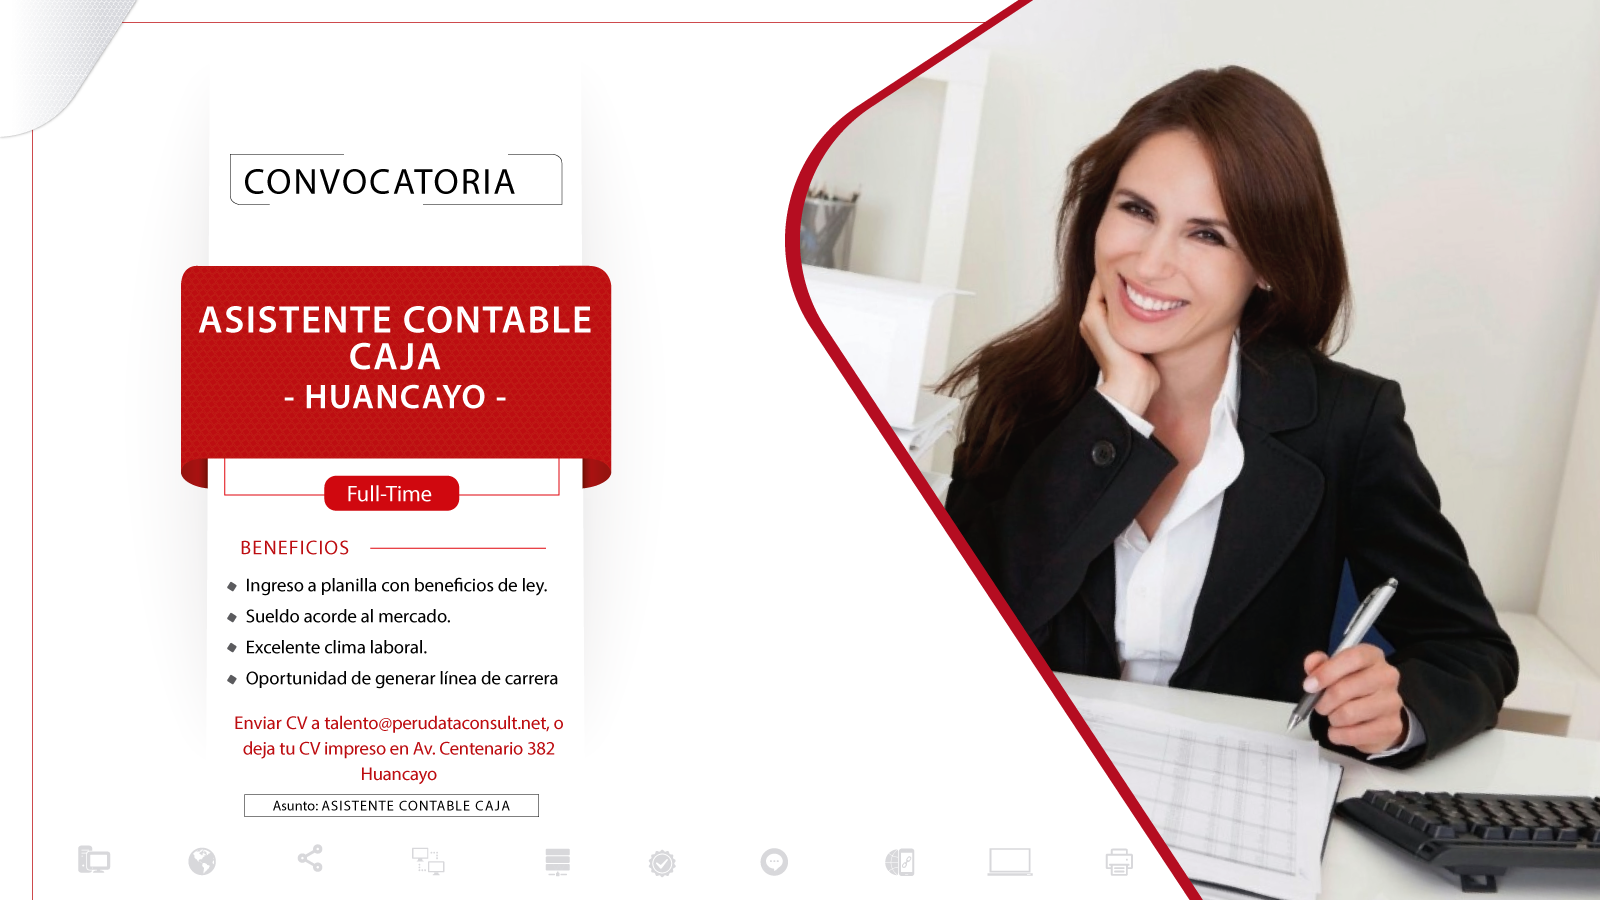 CONVOCATORIA
ASISTENTE CONTABLE
CAJA
- HUANCAYO -
Full-Time
BENEFICIOS
Ingreso a planilla con beneficios de ley.
Sueldo acorde al mercado.
Excelente clima laboral.
Oportunidad de generar línea de carrera
Enviar CV a talento@perudataconsult.net, o
deja tu CV impreso en Av. Centenario 382
Huancayo
Asunto: ASISTENTE CONTABLE CAJA